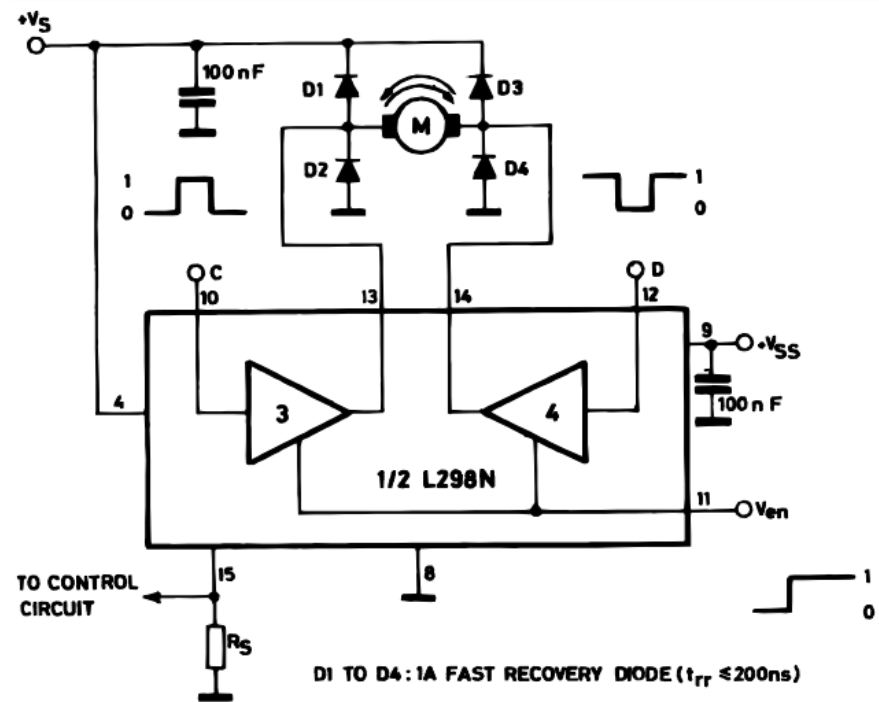 +VS
100nF
D1
D3
M
D2
D4
1
0
1
0
C
D
10
13
14
12
9
+VSS
4
3
4
100nF
1/2 L298N
11
Ven
15
8
TO CONTROL
CIRCUIT
1
0
RS
D1 TO D4: 1A FAST RECOVERY DIODE (trr ≤ 200ns)